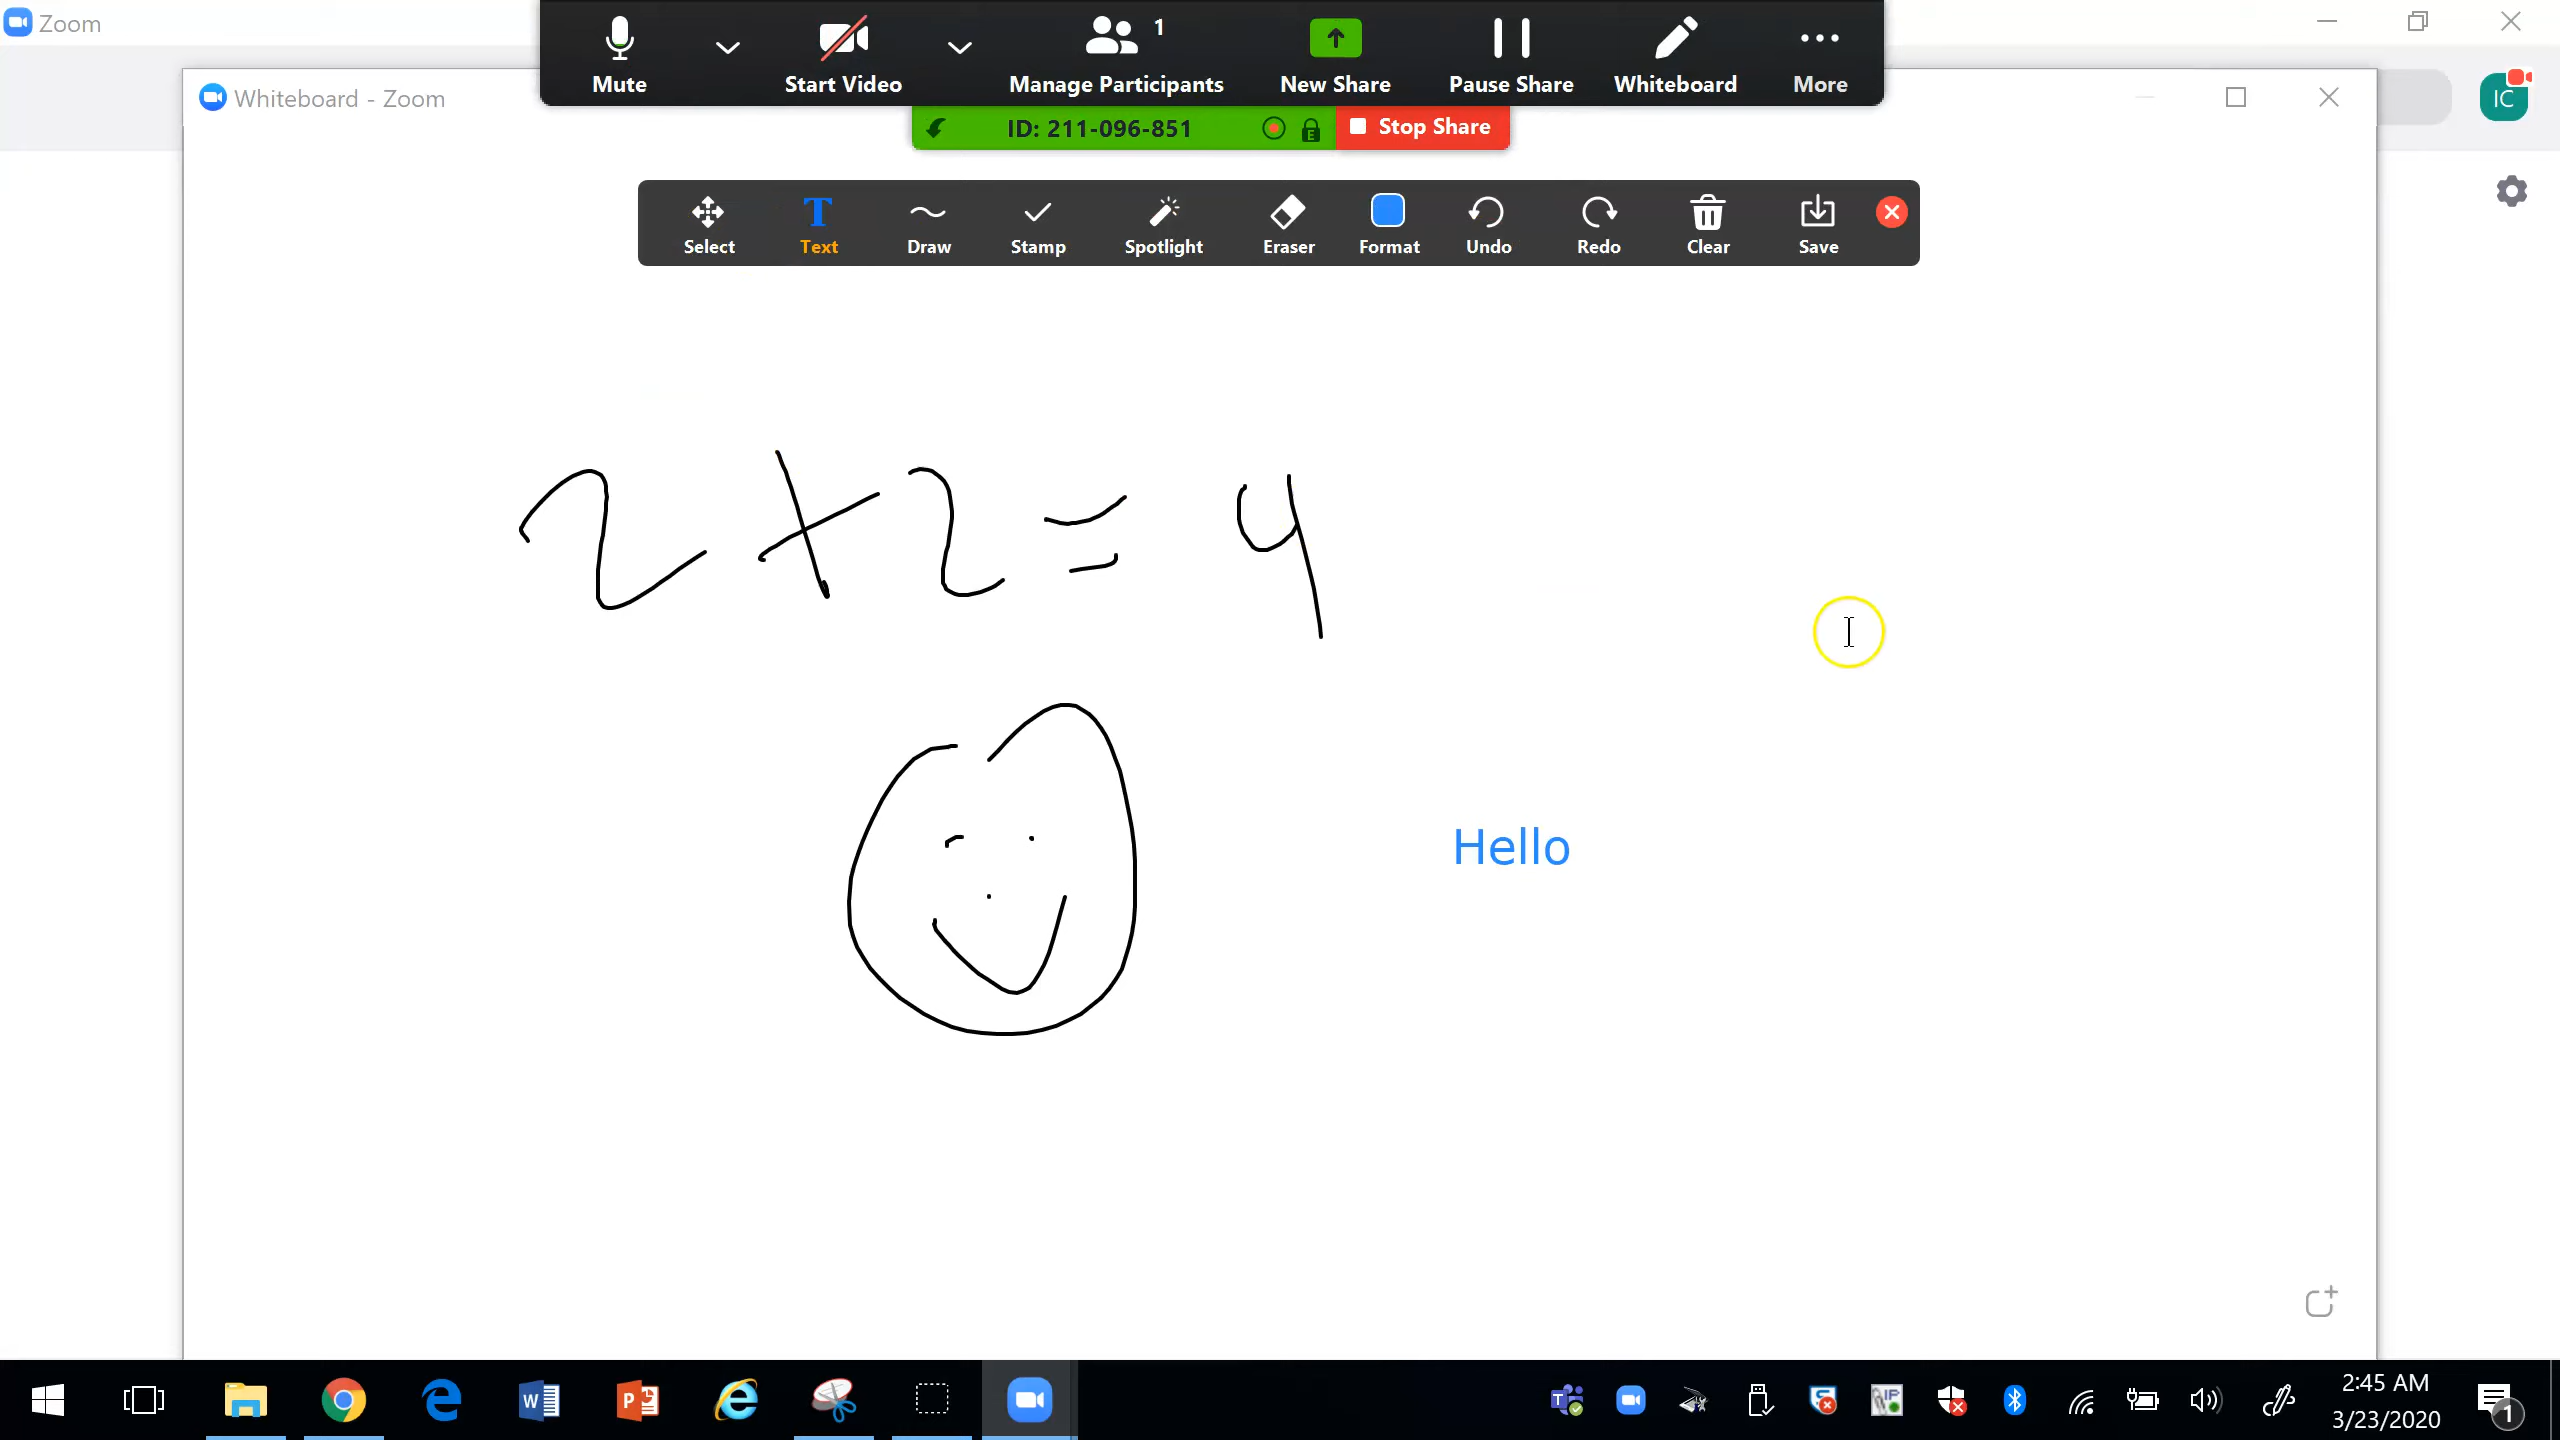 Zoom
Mute
Start Video
1
Manage Participants
New Share
Pause Share
Whiteboard
More
Whiteboard - Zoom
ID: 211-096-851
Stop Share
IC
Select
Text
Draw
Stamp
Spotlight
Eraser
Format
Undo
Redo
Clear
Save
2 + 2 = 4
Hello
2:45 AM
3/23/2020
1